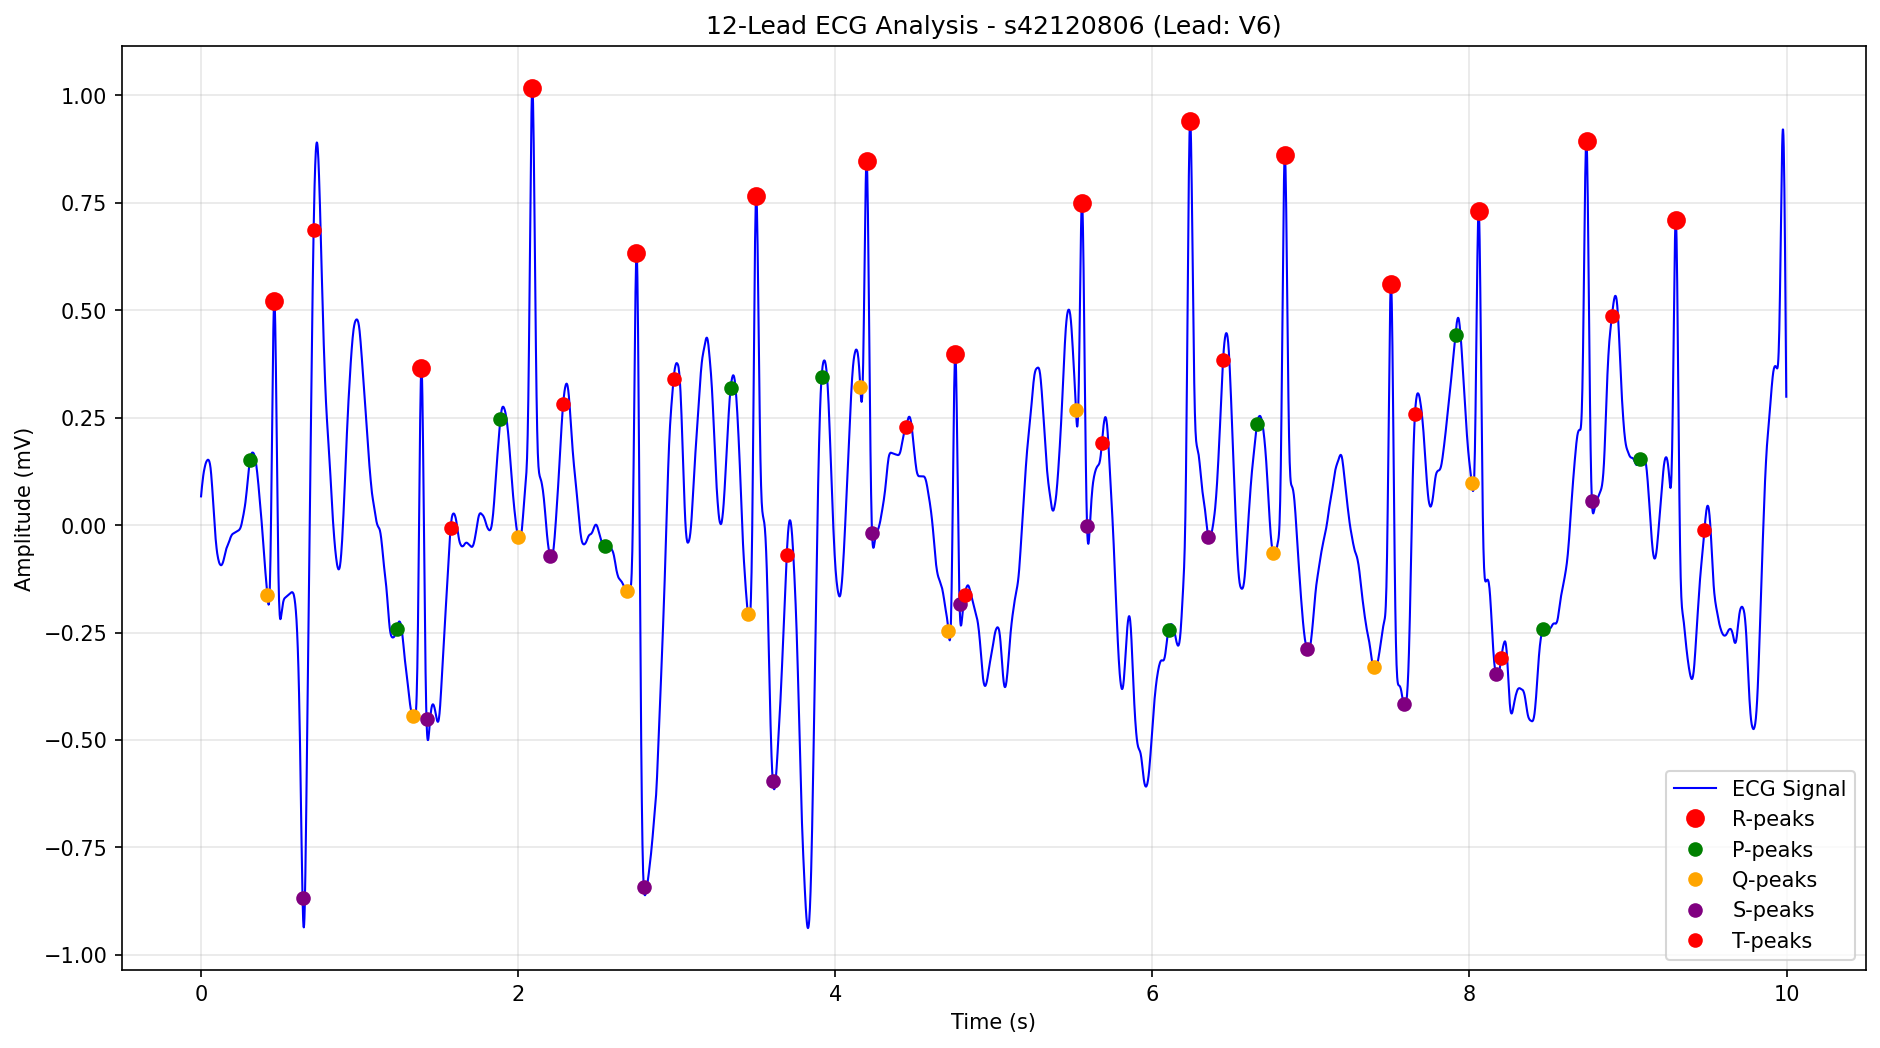 12-Lead ECG Analysis - s42120806 (Lead: V6)
Amplitude (mV)
1.00
0.75
0.50
0.25
0.00
−0.25
−0.50
−0.75
−1.00
0
2
4
6
8
10
Time (s)
ECG Signal
R-peaks
P-peaks
Q-peaks
S-peaks
T-peaks